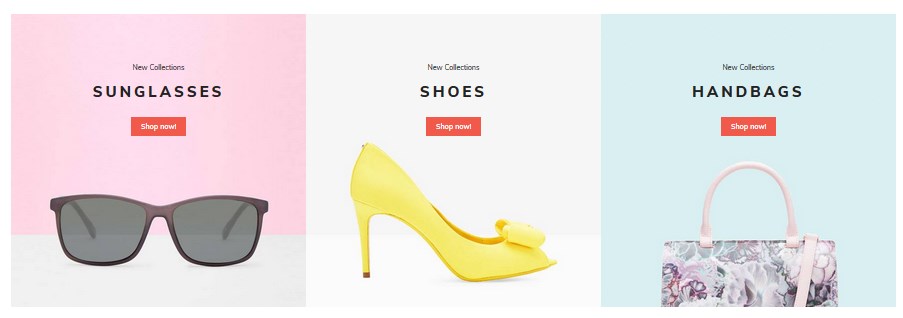 New Collections
SUNGLASSES
Shop now!
New Collections
SHOES
Shop now!
New Collections
HANDBAGS
Shop now!